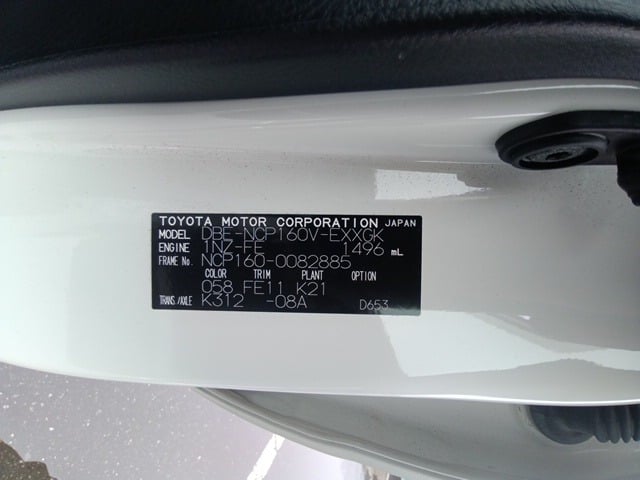 TOYOTA MOTOR CORPORATION JAPAN
MODEL DBE-NCP160V-EXXGK
ENGINE 1NZ-FE 1496 mL
FRAME No. NCP160-0082885
COLOR TRIM PLANT OPTION
058 FE11 K21
TRANS./AXLE K312 -08A D653